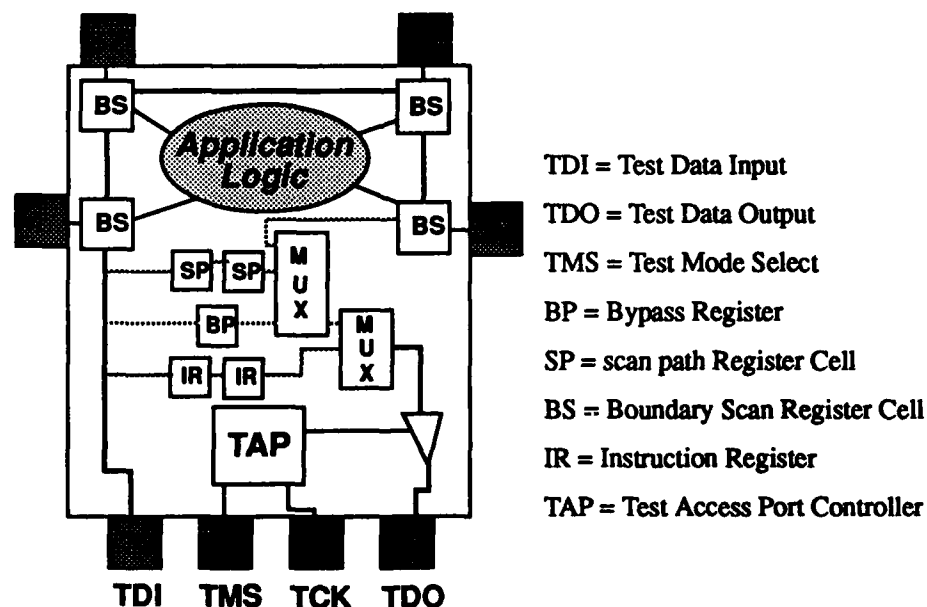 BS
BS
Application
Logic
BS
BS
SP
SP
MUX
BP
MUX
IR
IR
TAP
TDI
TMS
TCK
TDO
TDI = Test Data Input
TDO = Test Data Output
TMS = Test Mode Select
BP = Bypass Register
SP = scan path Register Cell
BS = Boundary Scan Register Cell
IR = Instruction Register
TAP = Test Access Port Controller